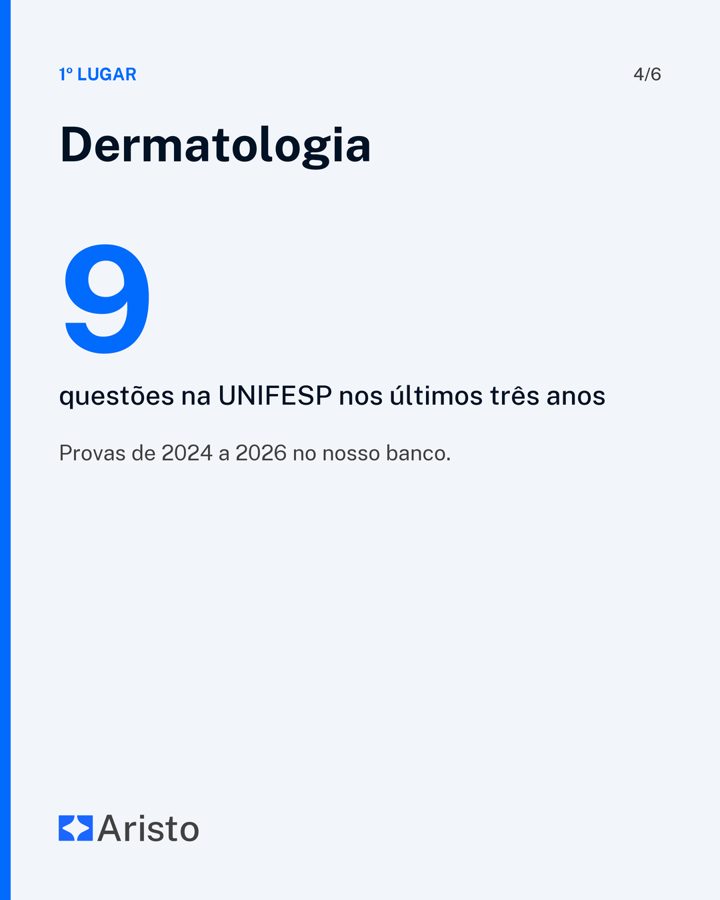 1º LUGAR
4/6
Dermatologia
9
questões na UNIFESP nos últimos três anos
Provas de 2024 a 2026 no nosso banco.
Aristo